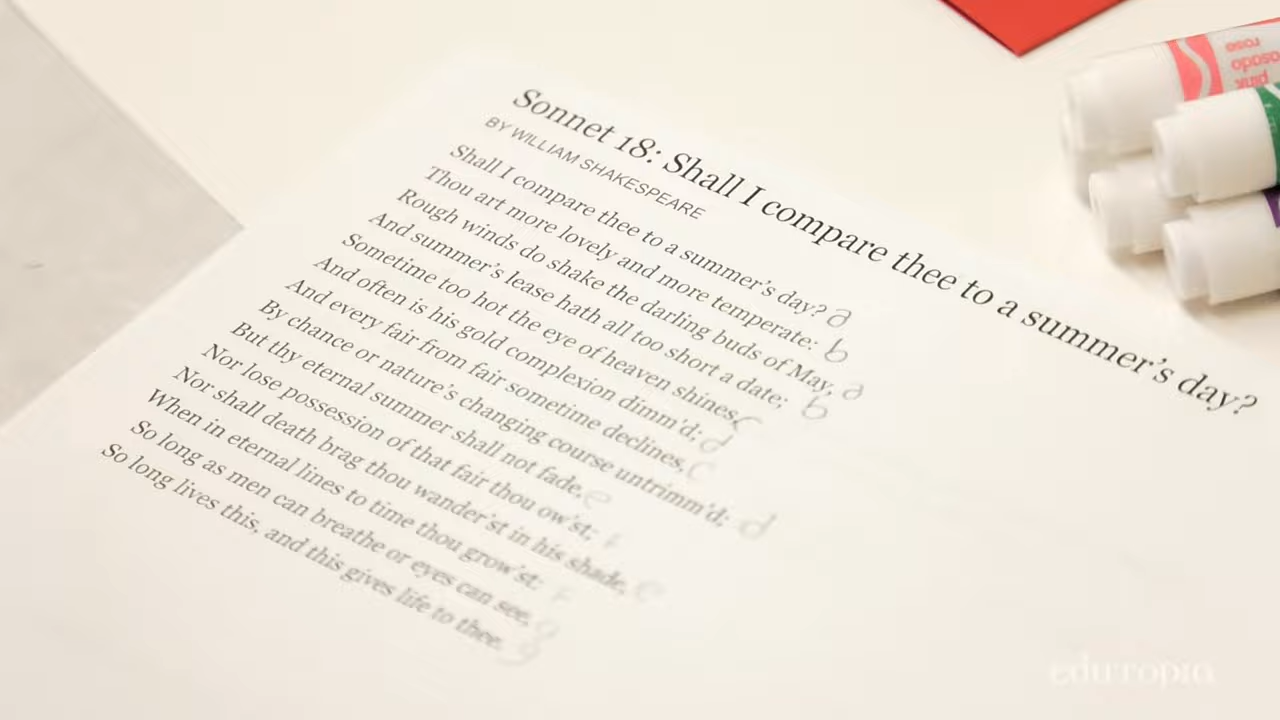 Sonnet 18: Shall I compare thee to a summer's day?
BY WILLIAM SHAKESPEARE
Shall I compare thee to a summer's day? a
Thou art more lovely and more temperate: b
Rough winds do shake the darling buds of May, a
And summer's lease hath all too short a date; b
Sometime too hot the eye of heaven shines, c
And often is his gold complexion dimm'd; d
And every fair from fair sometime declines, c
By chance or nature's changing course untrimm'd; d
But thy eternal summer shall not fade, e
Nor lose possession of that fair thou ow'st; f
Nor shall death brag thou wander'st in his shade, e
When in eternal lines to time thou grow'st: f
So long as men can breathe or eyes can see, g
So long lives this, and this gives life to thee. g
rose
rosado
pink
edutopia